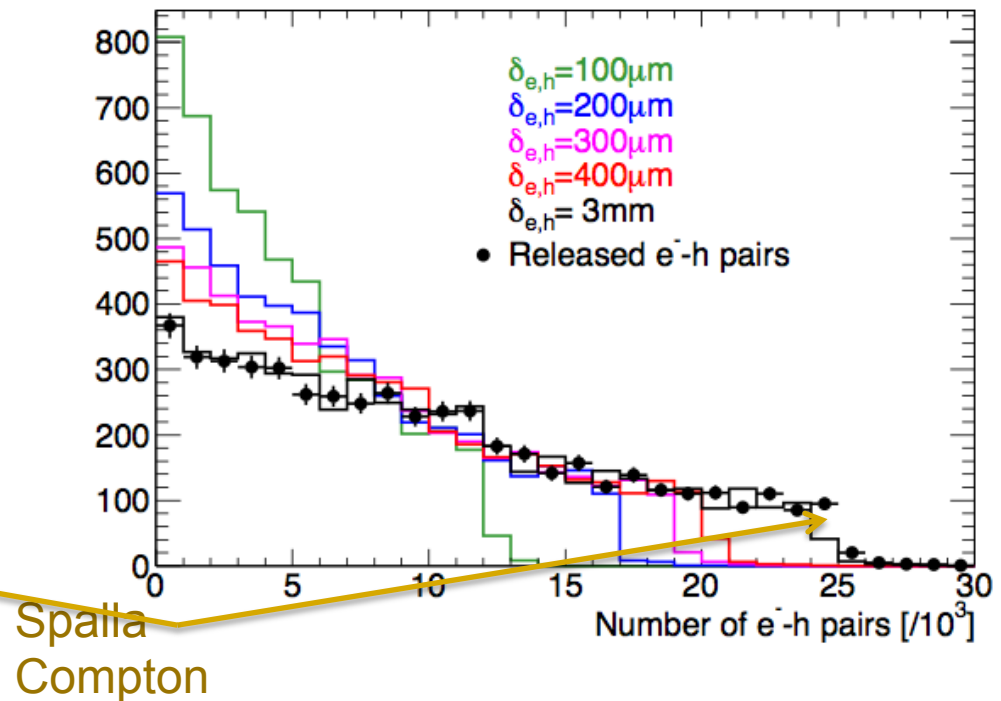 800
700
600
500
400
300
200
100
0
δe,h=100μm
δe,h=200μm
δe,h=300μm
δe,h=400μm
δe,h= 3mm
Released e⁻-h pairs
0 5 10 15 20 25 30
Number of e⁻-h pairs [/10³]
Spalla
Compton